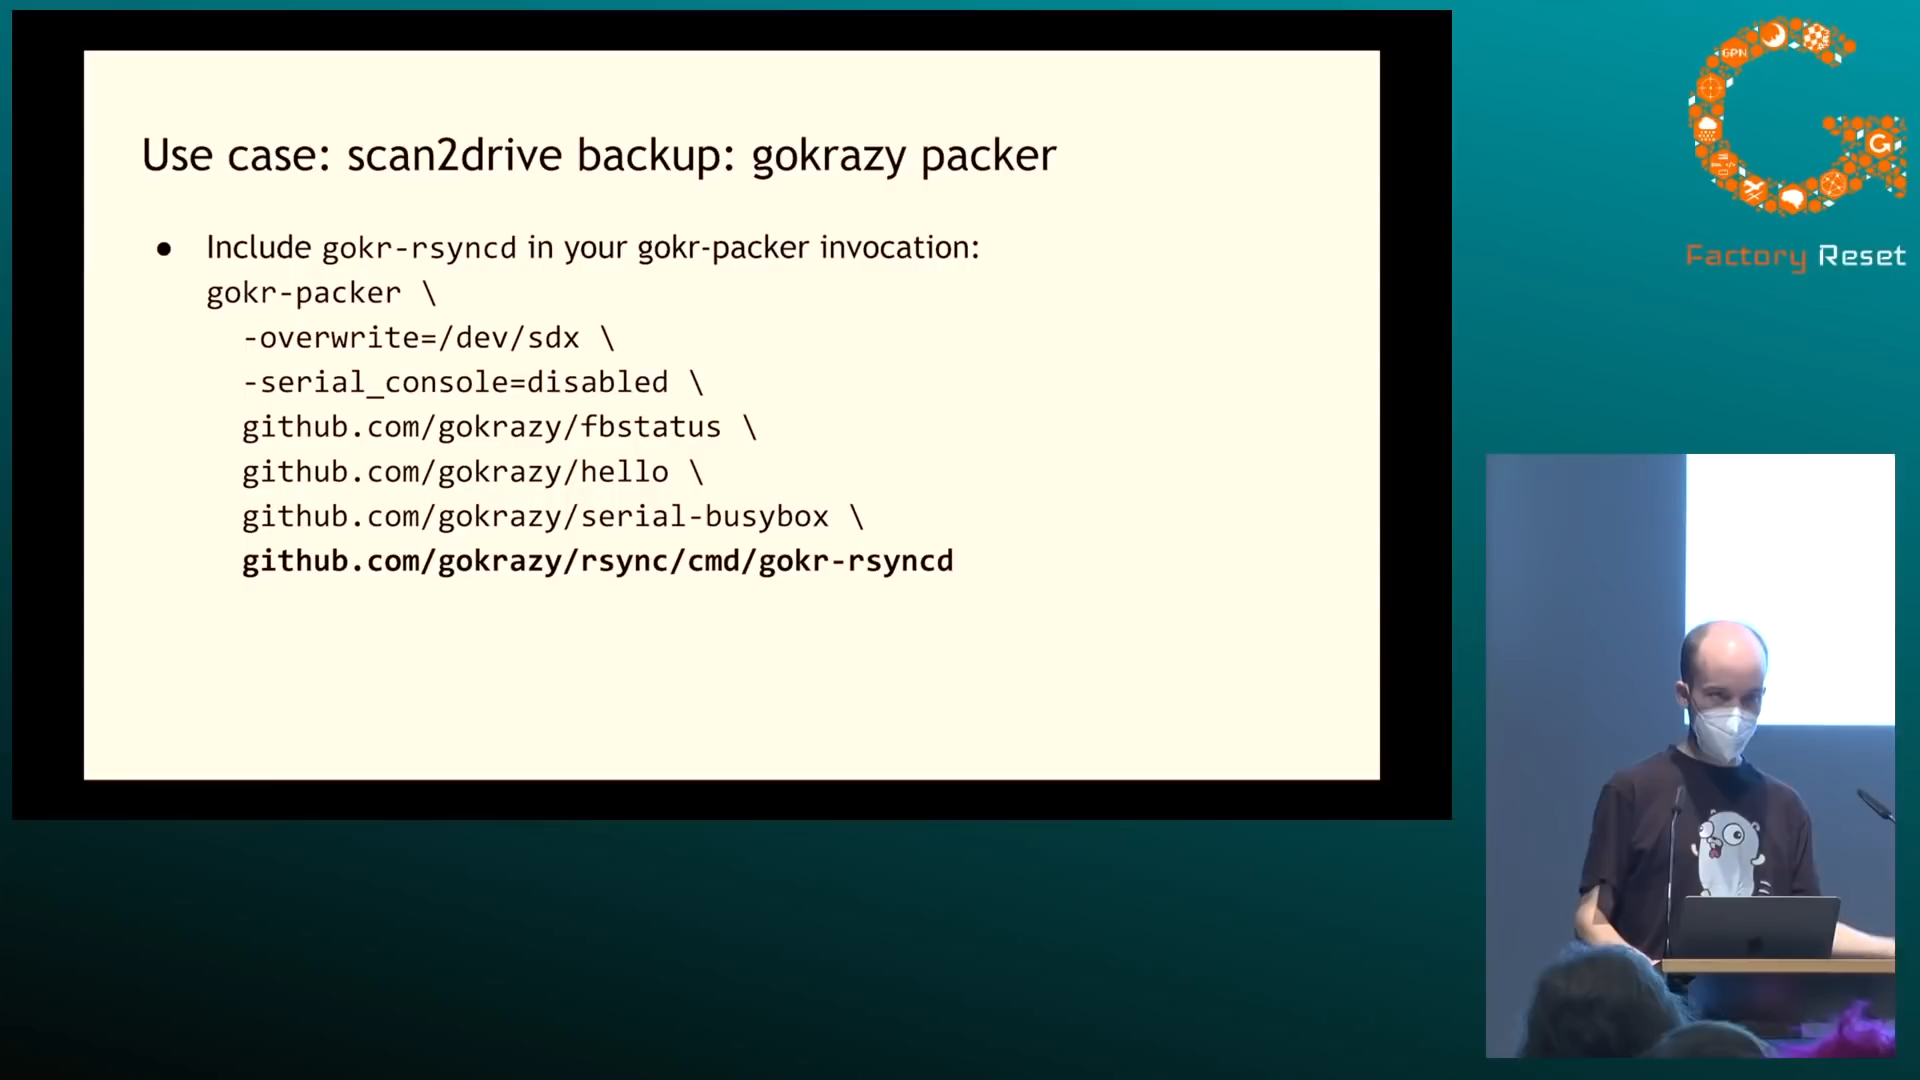 Use case: scan2drive backup: gokrazy packer
● Include gokr-rsyncd in your gokr-packer invocation:
gokr-packer \
-overwrite=/dev/sdx \
-serial_console=disabled \
github.com/gokrazy/fbstatus \
github.com/gokrazy/hello \
github.com/gokrazy/serial-busybox \
github.com/gokrazy/rsync/cmd/gokr-rsyncd
GPN
Factory Reset